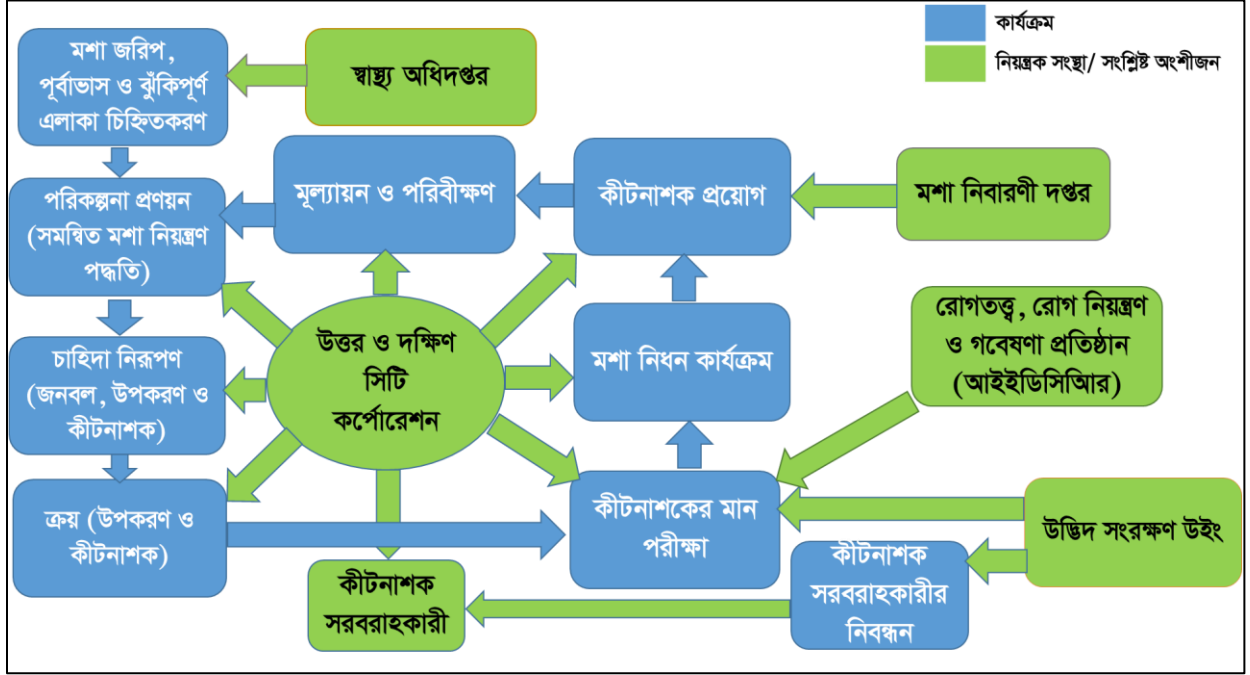 কার্যক্রম
নিয়ন্ত্রক সংস্থা/ সংশ্লিষ্ট অংশীজন
মশা জরিপ,
পূর্বাভাস ও ঝুঁকিপূর্ণ
এলাকা চিহ্নিতকরণ
স্বাস্থ্য অধিদপ্তর
পরিকল্পনা প্রণয়ন
(সমন্বিত মশা নিয়ন্ত্রণ
পদ্ধতি)
মূল্যায়ন ও পরিবীক্ষণ
কীটনাশক প্রয়োগ
মশা নিবারণী দপ্তর
চাহিদা নিরূপণ
(জনবল, উপকরণ ও
কীটনাশক)
উত্তর ও দক্ষিণ
সিটি
কর্পোরেশন
মশা নিধন কার্যক্রম
রোগতত্ত্ব, রোগ নিয়ন্ত্রণ
ও গবেষণা প্রতিষ্ঠান
(আইইডিসিআির)
ক্রয় (উপকরণ ও
কীটনাশক)
কীটনাশকের মান
পরীক্ষা
উদ্ভিদ সংরক্ষণ উইং
কীটনাশক
সরবরাহকারী
কীটনাশক
সরবরাহকারীর
নিবন্ধন